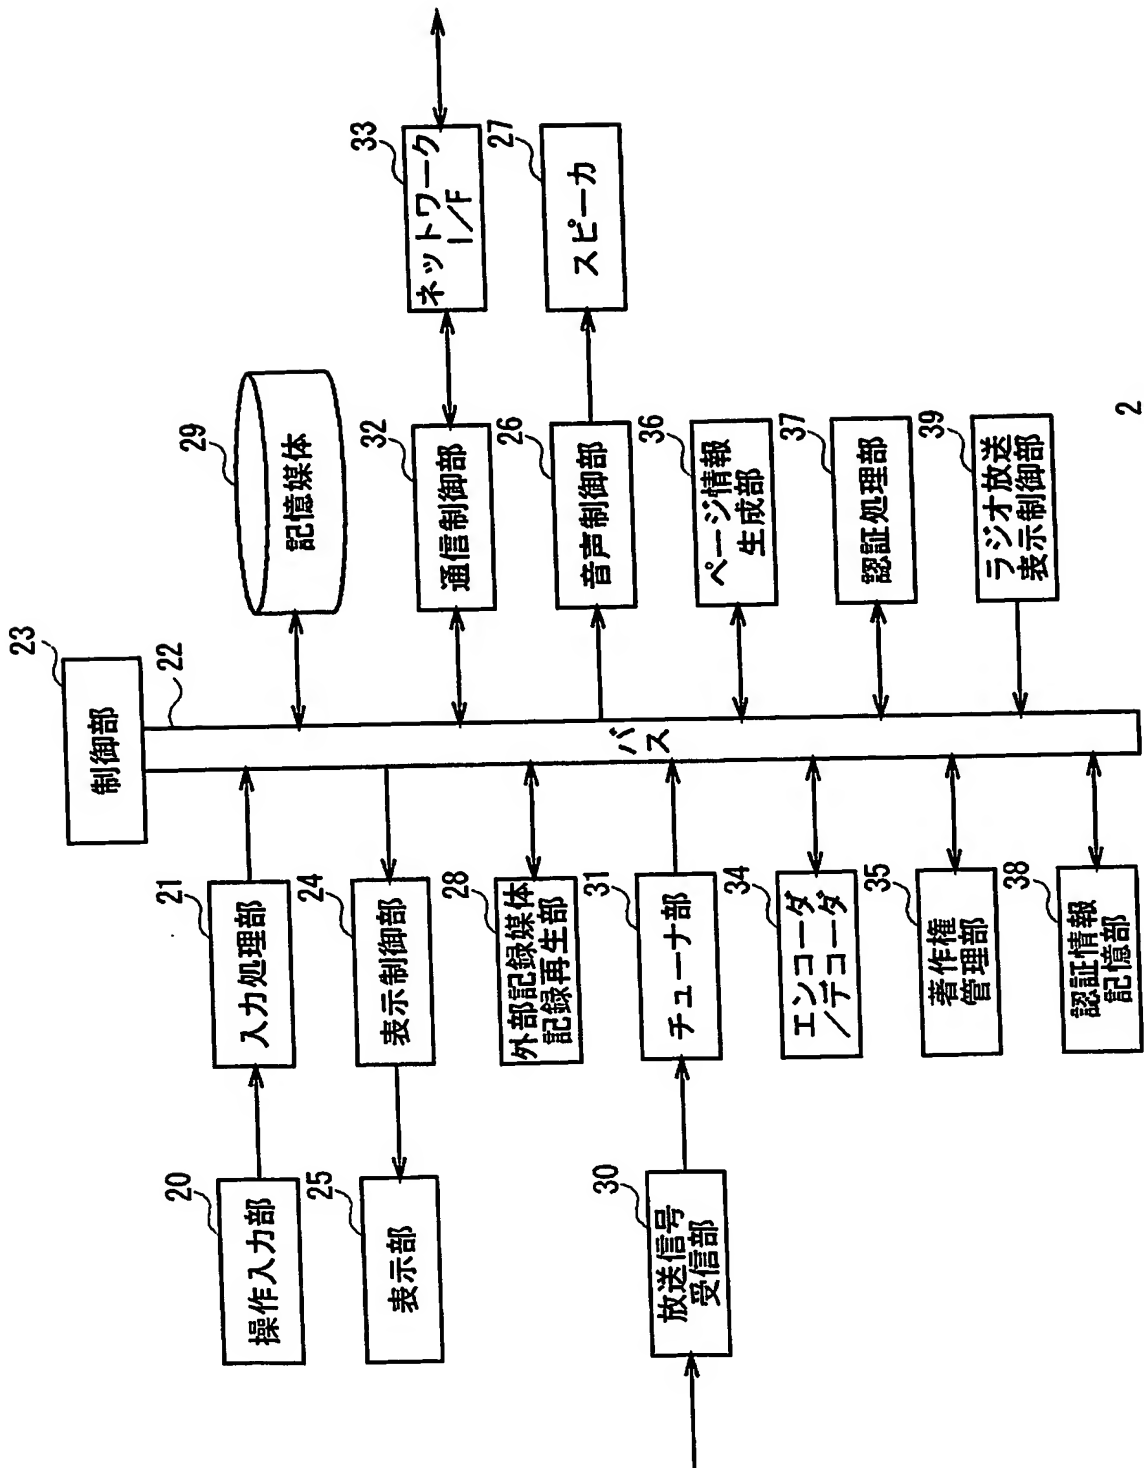 23
制御部
22
バス
20
操作入力部
21
入力処理部
25
表示部
24
表示制御部
28
外部記録媒体
記録再生部
30
放送信号
受信部
31
チューナ部
34
エンコーダ
/デコーダ
35
著作権
管理部
38
認証情報
記憶部
29
記憶媒体
32
通信制御部
33
ネットワーク
I/F
26
音声制御部
27
スピーカ
36
ページ情報
生成部
37
認証処理部
39
ラジオ放送
表示制御部
2